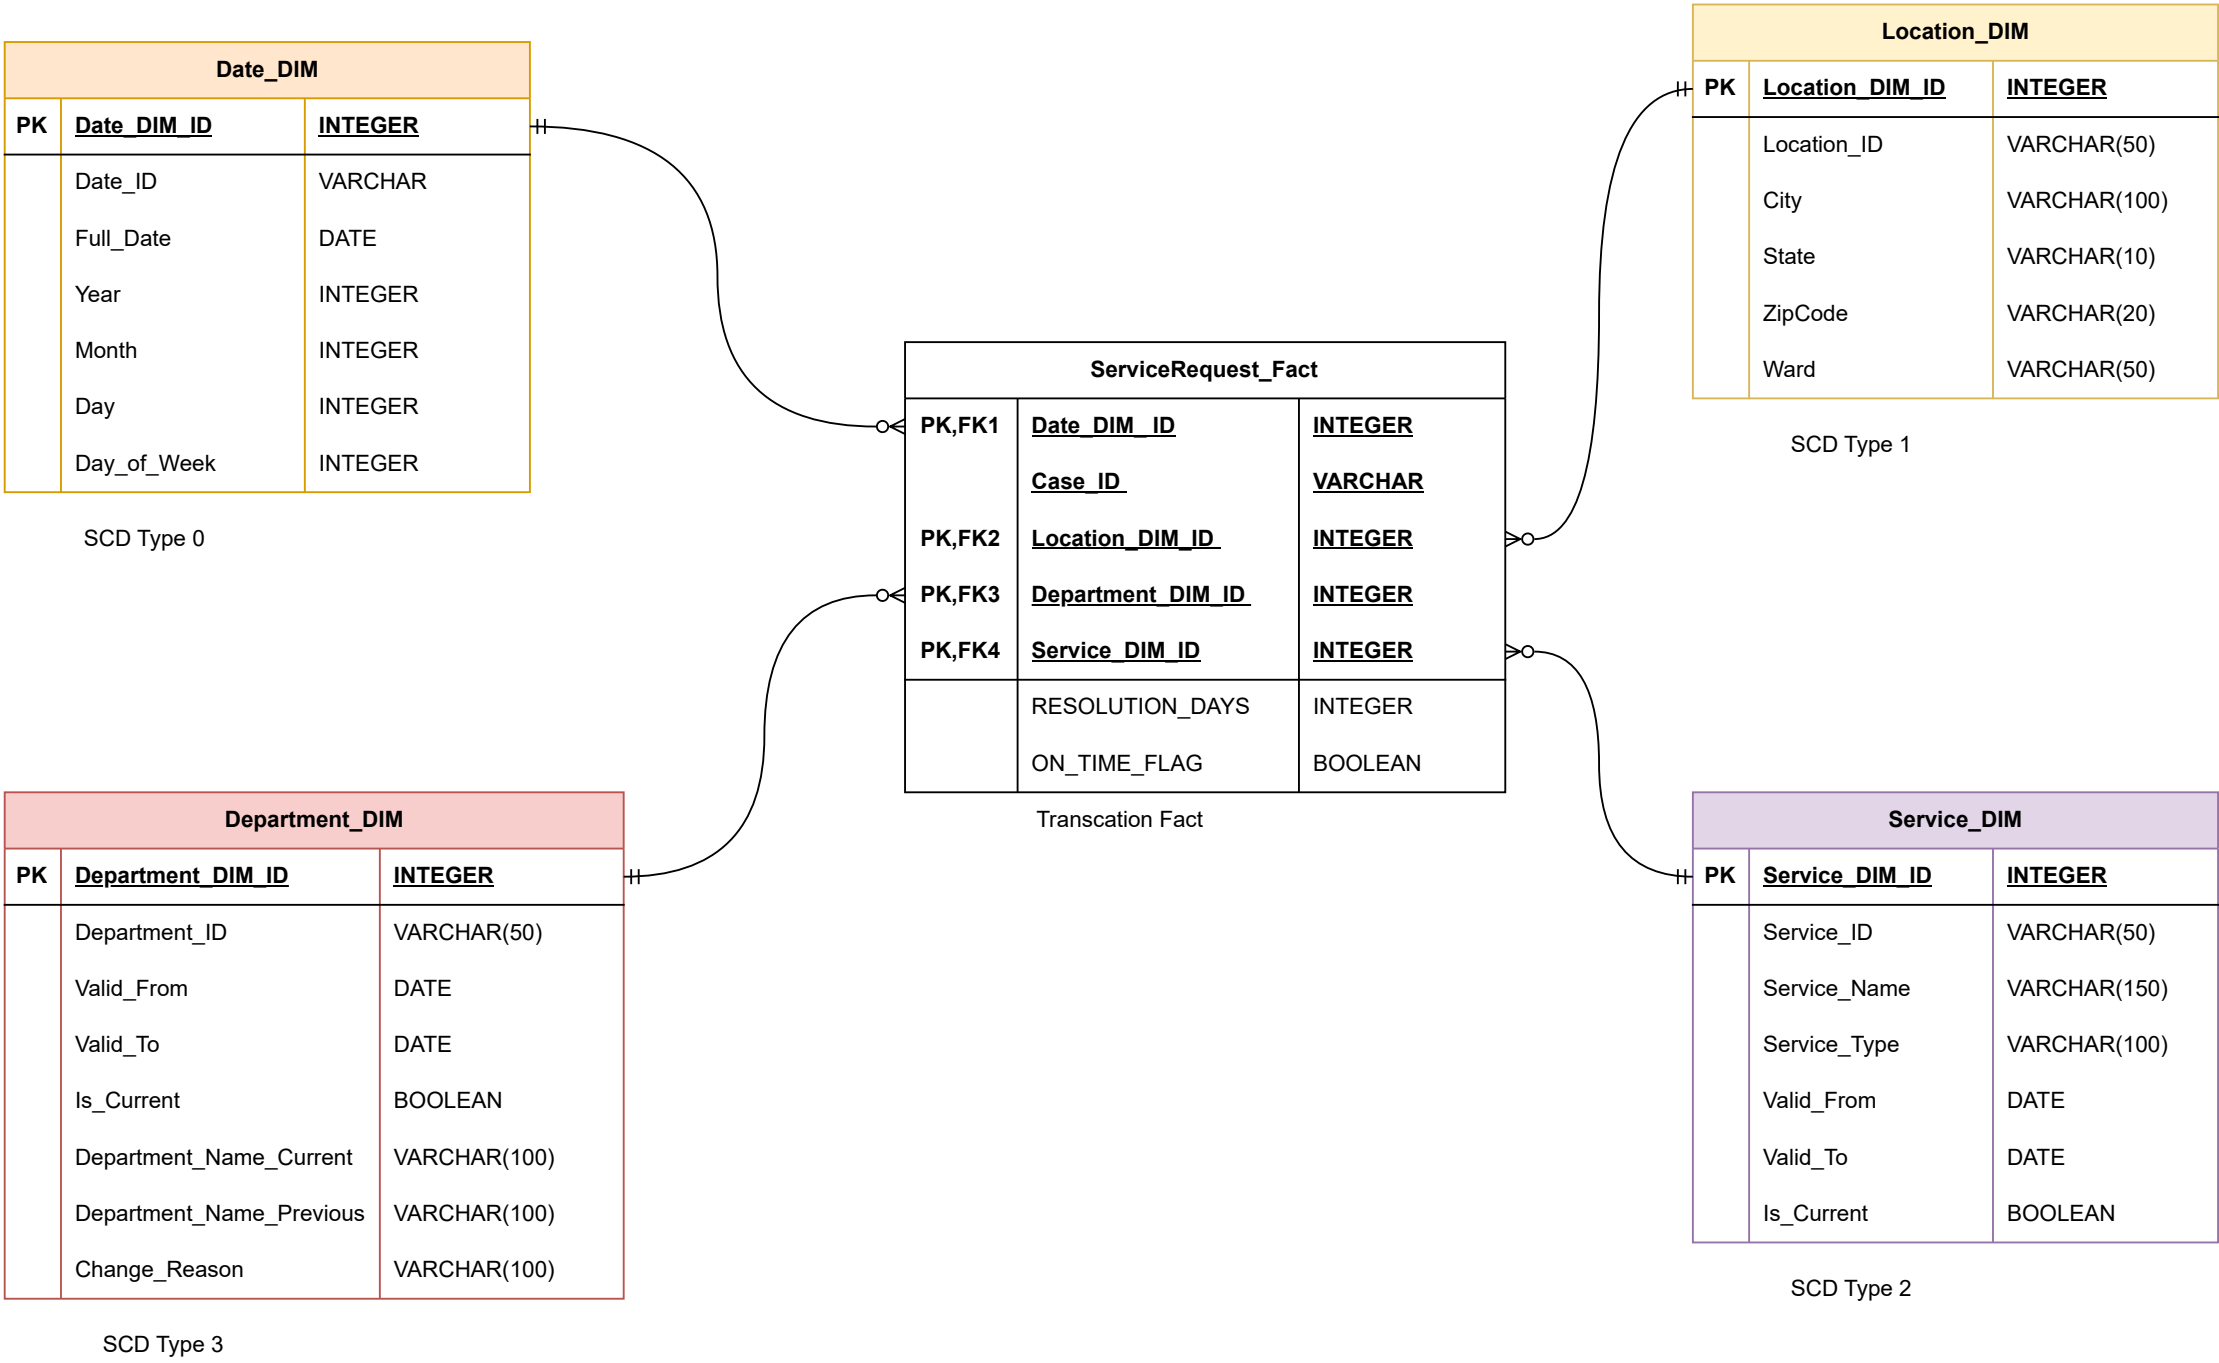 Date_DIM
PK Date_DIM_ID INTEGER
Date_ID VARCHAR
Full_Date DATE
Year INTEGER
Month INTEGER
Day INTEGER
Day_of_Week INTEGER
SCD Type 0
Location_DIM
PK Location_DIM_ID INTEGER
Location_ID VARCHAR(50)
City VARCHAR(100)
State VARCHAR(10)
ZipCode VARCHAR(20)
Ward VARCHAR(50)
SCD Type 1
ServiceRequest_Fact
PK,FK1 Date_DIM_ID INTEGER
Case_ID VARCHAR
PK,FK2 Location_DIM_ID INTEGER
PK,FK3 Department_DIM_ID INTEGER
PK,FK4 Service_DIM_ID INTEGER
RESOLUTION_DAYS INTEGER
ON_TIME_FLAG BOOLEAN
Transcation Fact
Department_DIM
PK Department_DIM_ID INTEGER
Department_ID VARCHAR(50)
Valid_From DATE
Valid_To DATE
Is_Current BOOLEAN
Department_Name_Current VARCHAR(100)
Department_Name_Previous VARCHAR(100)
Change_Reason VARCHAR(100)
SCD Type 3
Service_DIM
PK Service_DIM_ID INTEGER
Service_ID VARCHAR(50)
Service_Name VARCHAR(150)
Service_Type VARCHAR(100)
Valid_From DATE
Valid_To DATE
Is_Current BOOLEAN
SCD Type 2